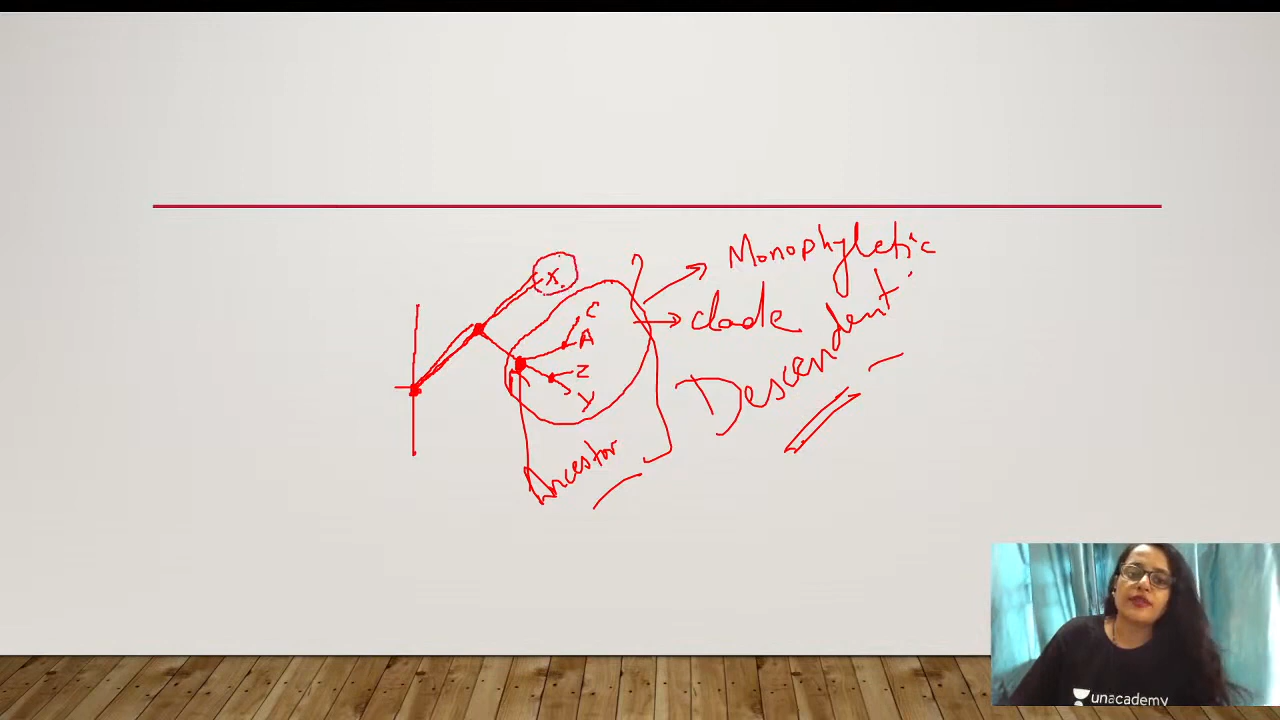 X
Monophyletic
C
clade
A
Z
Y
Descendent
Ancestor
unacademy